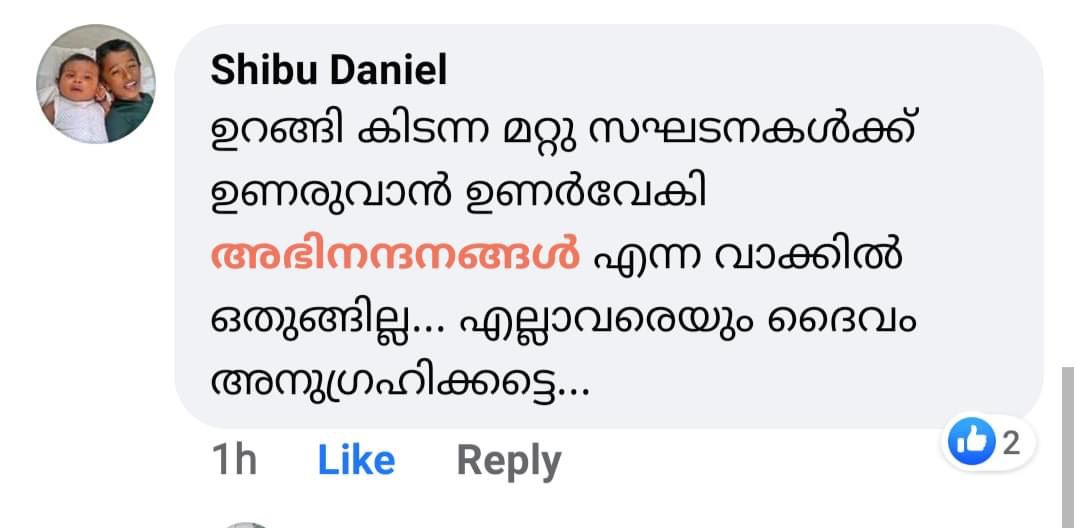 Shibu Daniel
ഉറങ്ങി കിടന്ന മറ്റു സഘടനകൾക്ക്
ഉണരുവാൻ ഉണർവേകി
അഭിനന്ദനങ്ങൾ എന്ന വാക്കിൽ
ഒതുങ്ങില്ല... എല്ലാവരെയും ദൈവം
അനുഗ്രഹിക്കട്ടെ...
1h Like Reply 2